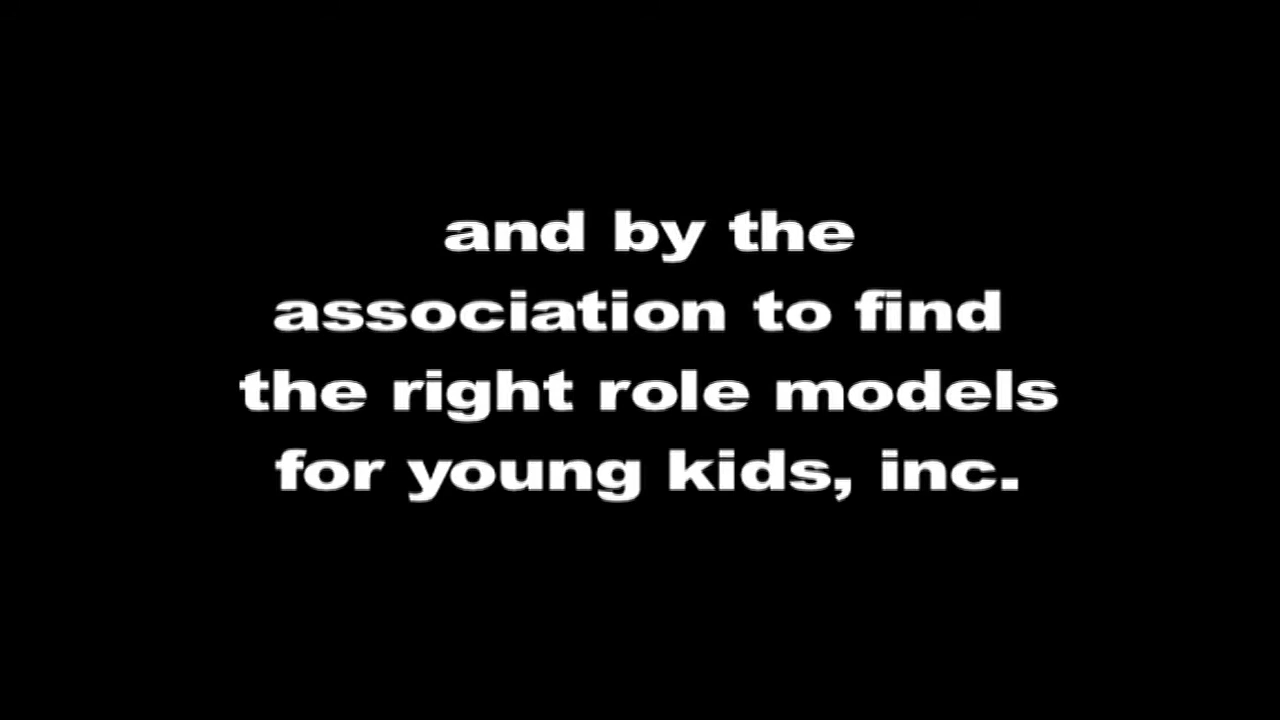 and by the
association to find
the right role models
for young kids, inc.